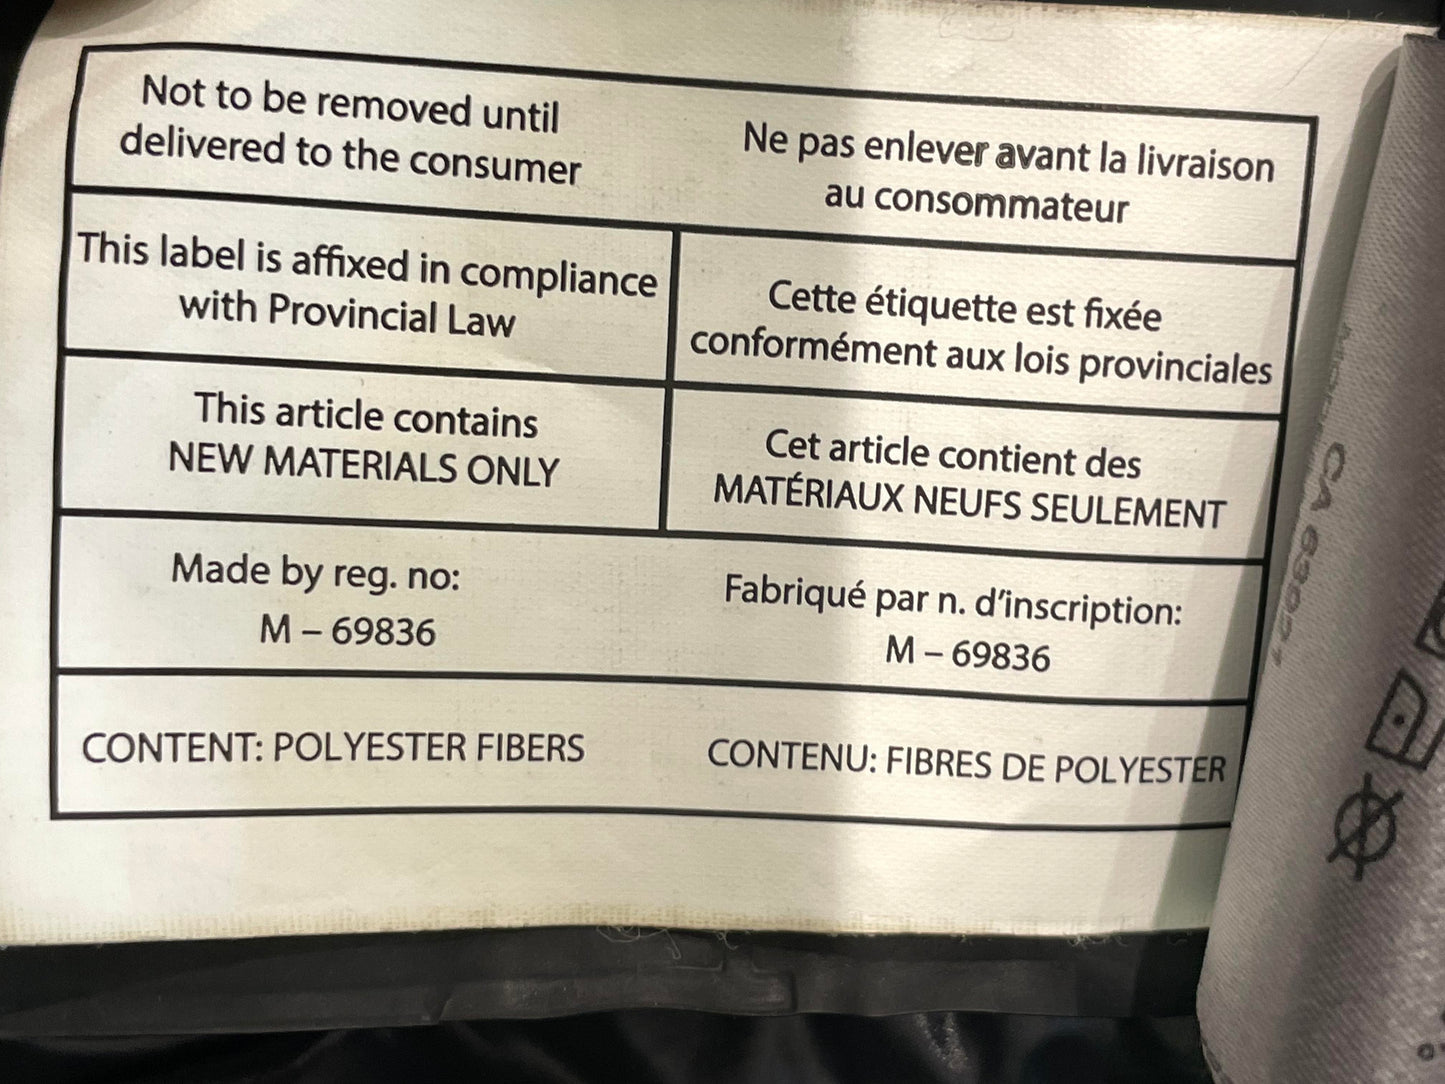 Not to be removed until
delivered to the consumer
Ne pas enlever avant la livraison
au consommateur
This label is affixed in compliance
with Provincial Law
Cette étiquette est fixée
conformément aux lois provinciales
This article contains
NEW MATERIALS ONLY
Cet article contient des
MATÉRIAUX NEUFS SEULEMENT
Made by reg. no:
M – 69836
Fabriqué par n. d'inscription:
M – 69836
CONTENT: POLYESTER FIBERS
CONTENU: FIBRES DE POLYESTER